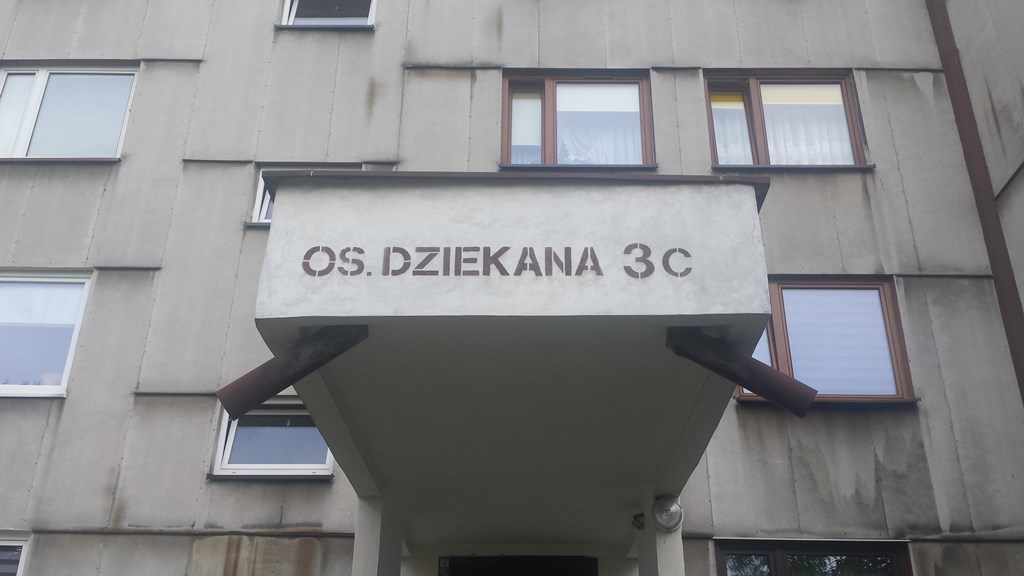 OS. DZIEKANA 3C